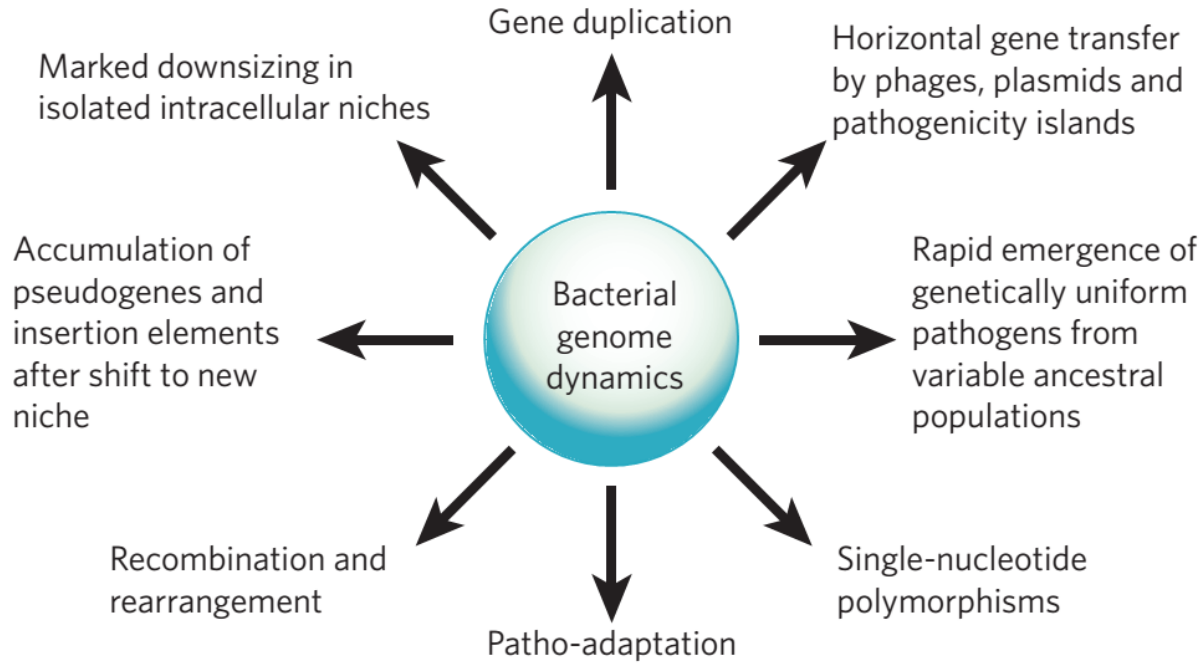 Gene duplication
Horizontal gene transfer
by phages, plasmids and
pathogenicity islands
Rapid emergence of
genetically uniform
pathogens from
variable ancestral
populations
Single-nucleotide
polymorphisms
Patho-adaptation
Recombination and
rearrangement
Accumulation of
pseudogenes and
insertion elements
after shift to new
niche
Marked downsizing in
isolated intracellular niches
Bacterial
genome
dynamics